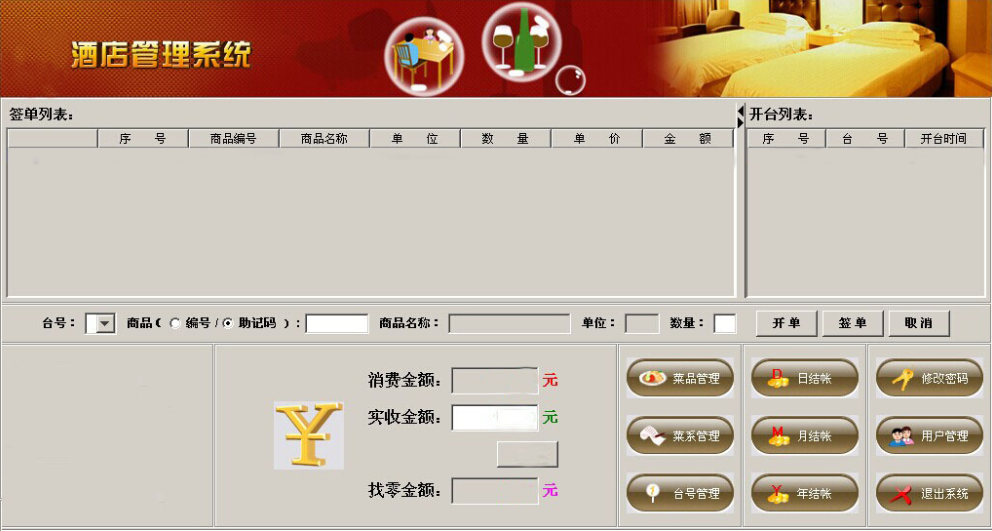 酒店管理系统
签单列表： 开台列表：
序 号 商品编号 商品名称 单 位 数 量 单 价 金 额 序 号 台 号 开台时间
台号： 商品( 编号 / 助记码 ) : 商品名称： 单位： 数量： 开 单 签 单 取 消
消费金额： 元
实收金额： 元
找零金额： 元
菜品管理 D 日结帐 修改密码
菜系管理 M 月结帐 用户管理
台号管理 Y 年结帐 退出系统